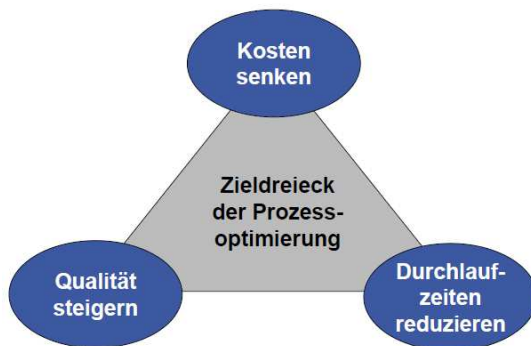 Kosten
senken
Zieldreieck
der Prozess-
optimierung
Qualität
steigern
Durchlauf-
zeiten
reduzieren